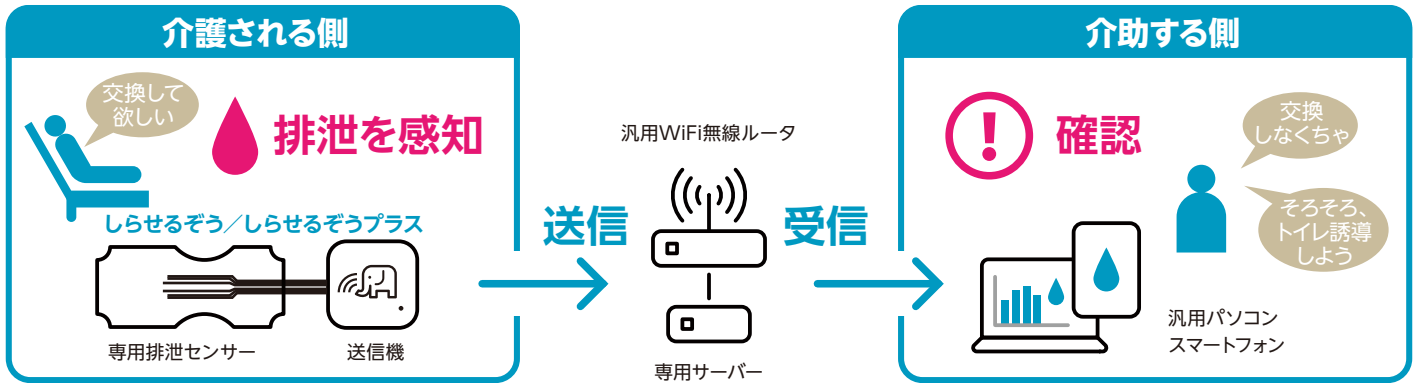 介護される側
交換して
欲しい
排泄を感知
しらせるぞう／しらせるぞうプラス
専用排泄センサー
送信機
送信
汎用WiFi無線ルータ
専用サーバー
受信
介助する側
確認
交換
しなくちゃ
そろそろ、
トイレ誘導
しよう
汎用パソコン
スマートフォン